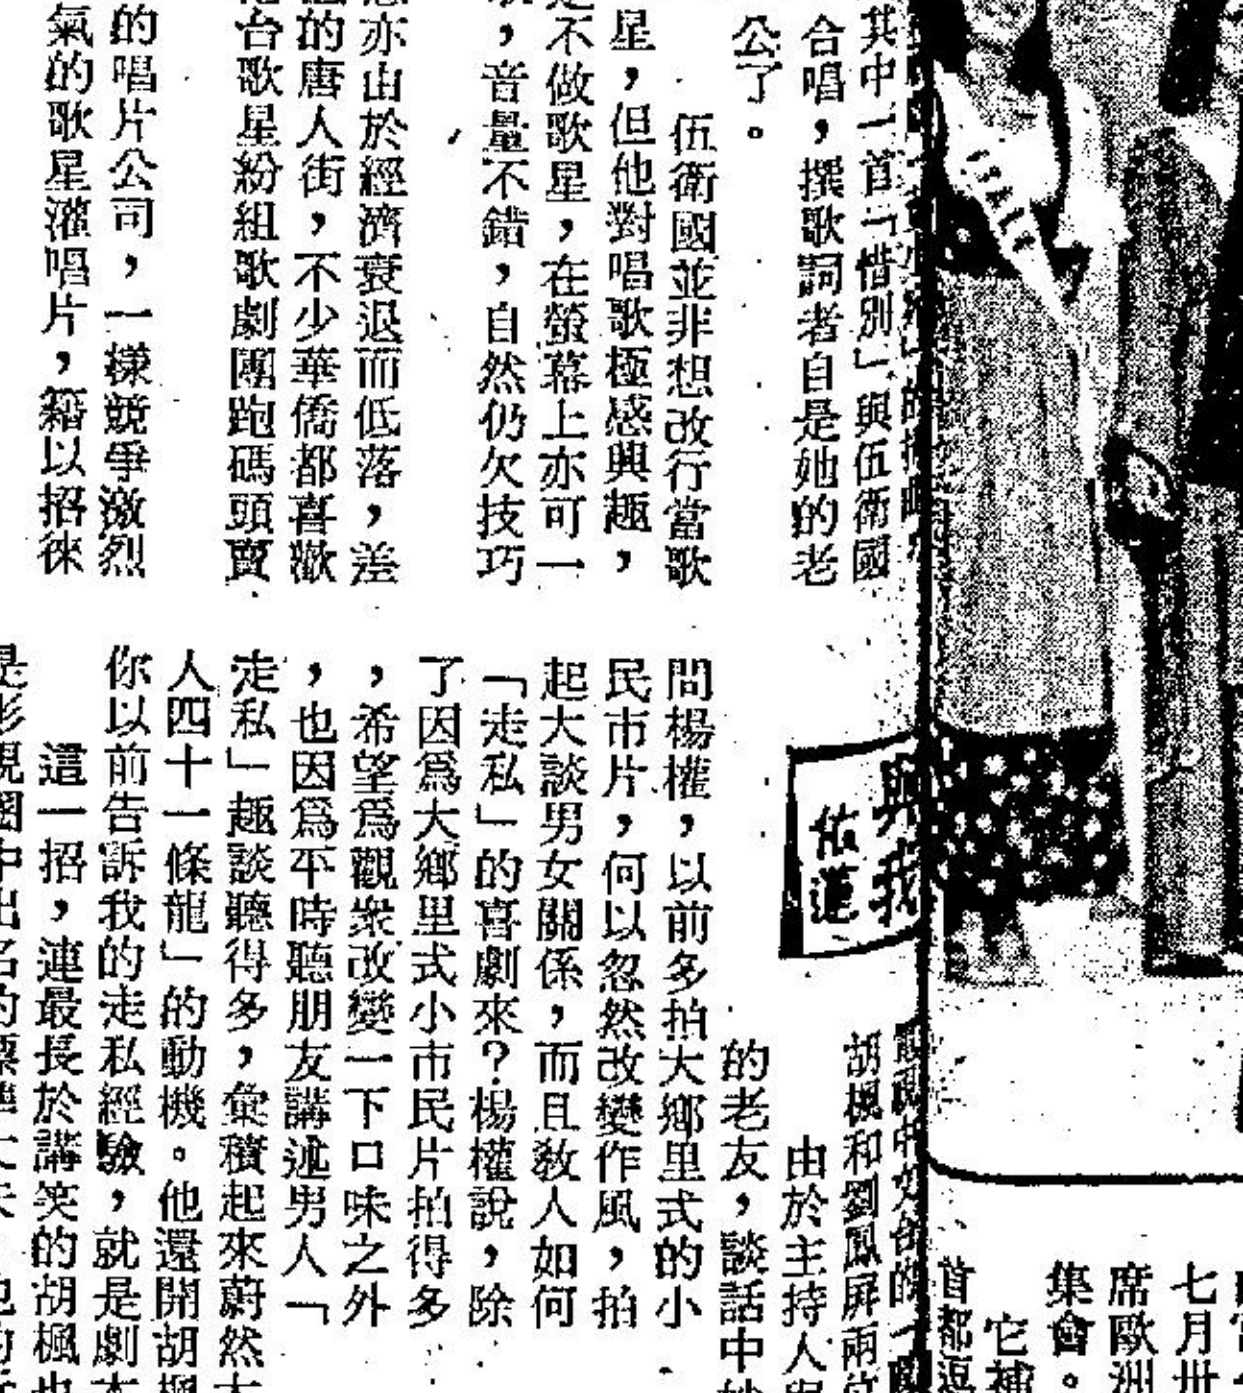 其中一首「惜別」與伍衛國
合唱，撰歌詞者自是她的老
公了。
伍衛國並非想改行當歌
星，但他對唱歌極感興趣，
不做歌星，在螢幕上亦可一
，音量不錯，自然仍欠技巧
亦由於經濟衰退而低落，差
的唐人街，不少華僑都喜歡
台歌星紛組歌劇團跑碼頭賣
的唱片公司，一樣競爭激烈
氣的歌星灌唱片，藉以招徠
與我
依蓮
胡楓和劉鳳屏兩位
由於主持人
的老友，談話中
問楊權，以前多拍大鄉里式的小
民市片，何以忽然改變作風，拍
起大談男女關係，而且教人如何
「走私」的喜劇來？楊權說，除
了因為大鄉里式小市民片拍得多
，希望為觀衆改變一下口味之外
，也因為平時聽朋友講述男人「
走私」趣談聽得多，彙積起來蔚然大
人四十一條龍」的動機。他還開胡楓
你以前告訴我的走私經驗，就是劇本
這一招，連最長於講笑的胡楓也
七月卅
席歐洲
集會。
它補
首都